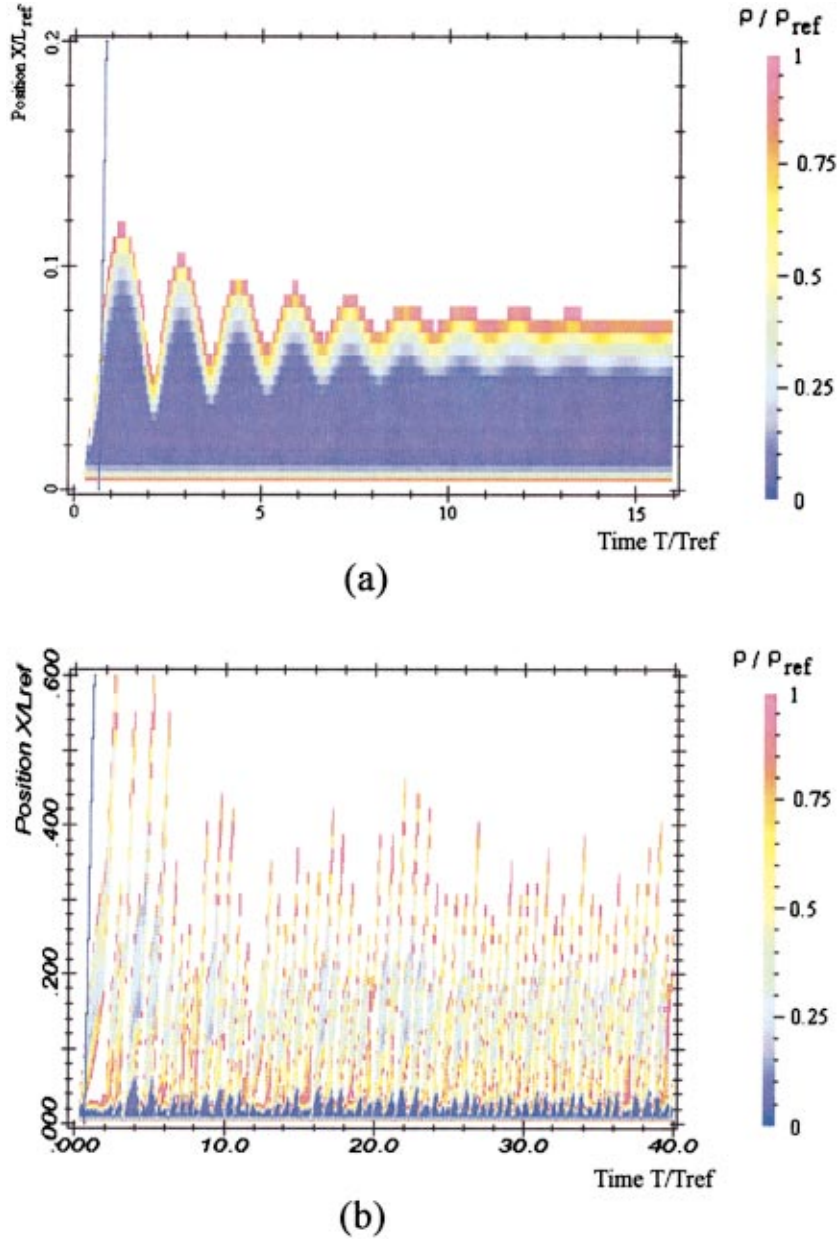 Position X/Lref
0.2
0.1
0
0 5 10 15
Time T/Tref
ρ / ρref
1
0.75
0.5
0.25
0
(a)
Position X/Lref
.600
.400
.200
.000
.000 10.0 20.0 30.0 40.0
Time T/Tref
ρ / ρref
1
0.75
0.5
0.25
0
(b)